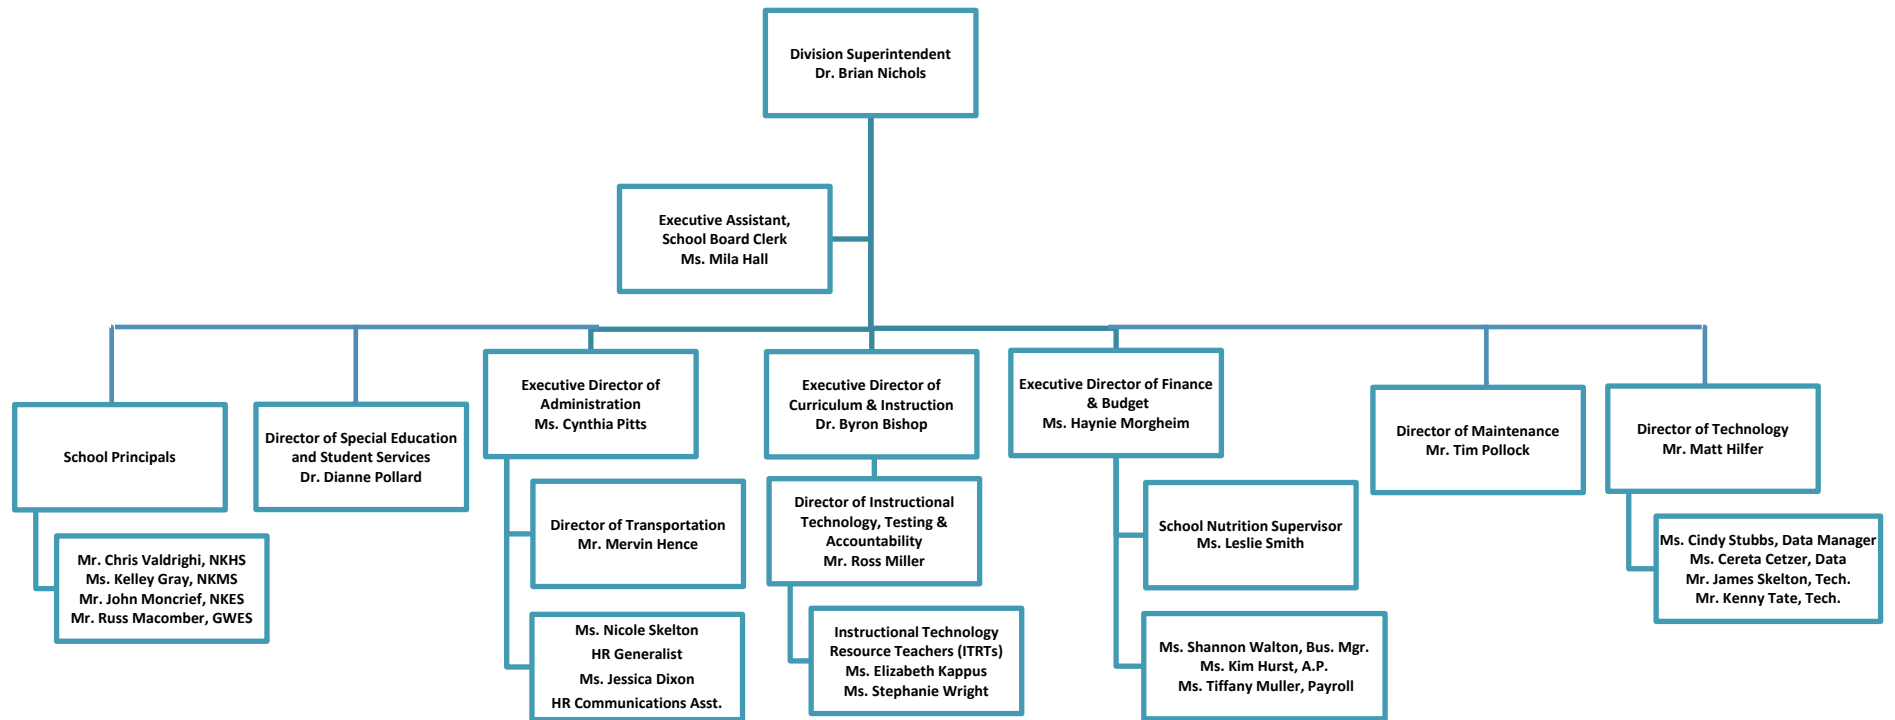 Division Superintendent
Dr. Brian Nichols
Executive Assistant,
School Board Clerk
Ms. Mila Hall
School Principals
Mr. Chris Valdrighi, NKHS
Ms. Kelley Gray, NKMS
Mr. John Moncrief, NKES
Mr. Russ Macomber, GWES
Director of Special Education
and Student Services
Dr. Dianne Pollard
Executive Director of
Administration
Ms. Cynthia Pitts
Director of Transportation
Mr. Mervin Hence
Ms. Nicole Skelton
HR Generalist
Ms. Jessica Dixon
HR Communications Asst.
Executive Director of
Curriculum & Instruction
Dr. Byron Bishop
Director of Instructional
Technology, Testing &
Accountability
Mr. Ross Miller
Instructional Technology
Resource Teachers (ITRTs)
Ms. Elizabeth Kappus
Ms. Stephanie Wright
Executive Director of Finance
& Budget
Ms. Haynie Morgheim
School Nutrition Supervisor
Ms. Leslie Smith
Ms. Shannon Walton, Bus. Mgr.
Ms. Kim Hurst, A.P.
Ms. Tiffany Muller, Payroll
Director of Maintenance
Mr. Tim Pollock
Director of Technology
Mr. Matt Hilfer
Ms. Cindy Stubbs, Data Manager
Ms. Cereta Cetzer, Data
Mr. James Skelton, Tech.
Mr. Kenny Tate, Tech.